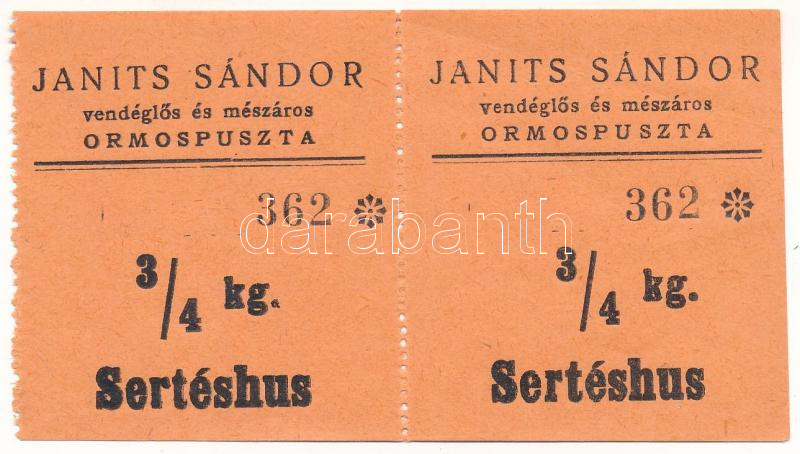 JANITS SÁNDOR
vendéglős és mészáros
ORMOSPUSZTA
362
3/4 kg.
Sertéshus
JANITS SÁNDOR
vendéglős és mészáros
ORMOSPUSZTA
362
3/4 kg.
Sertéshus
darabanth